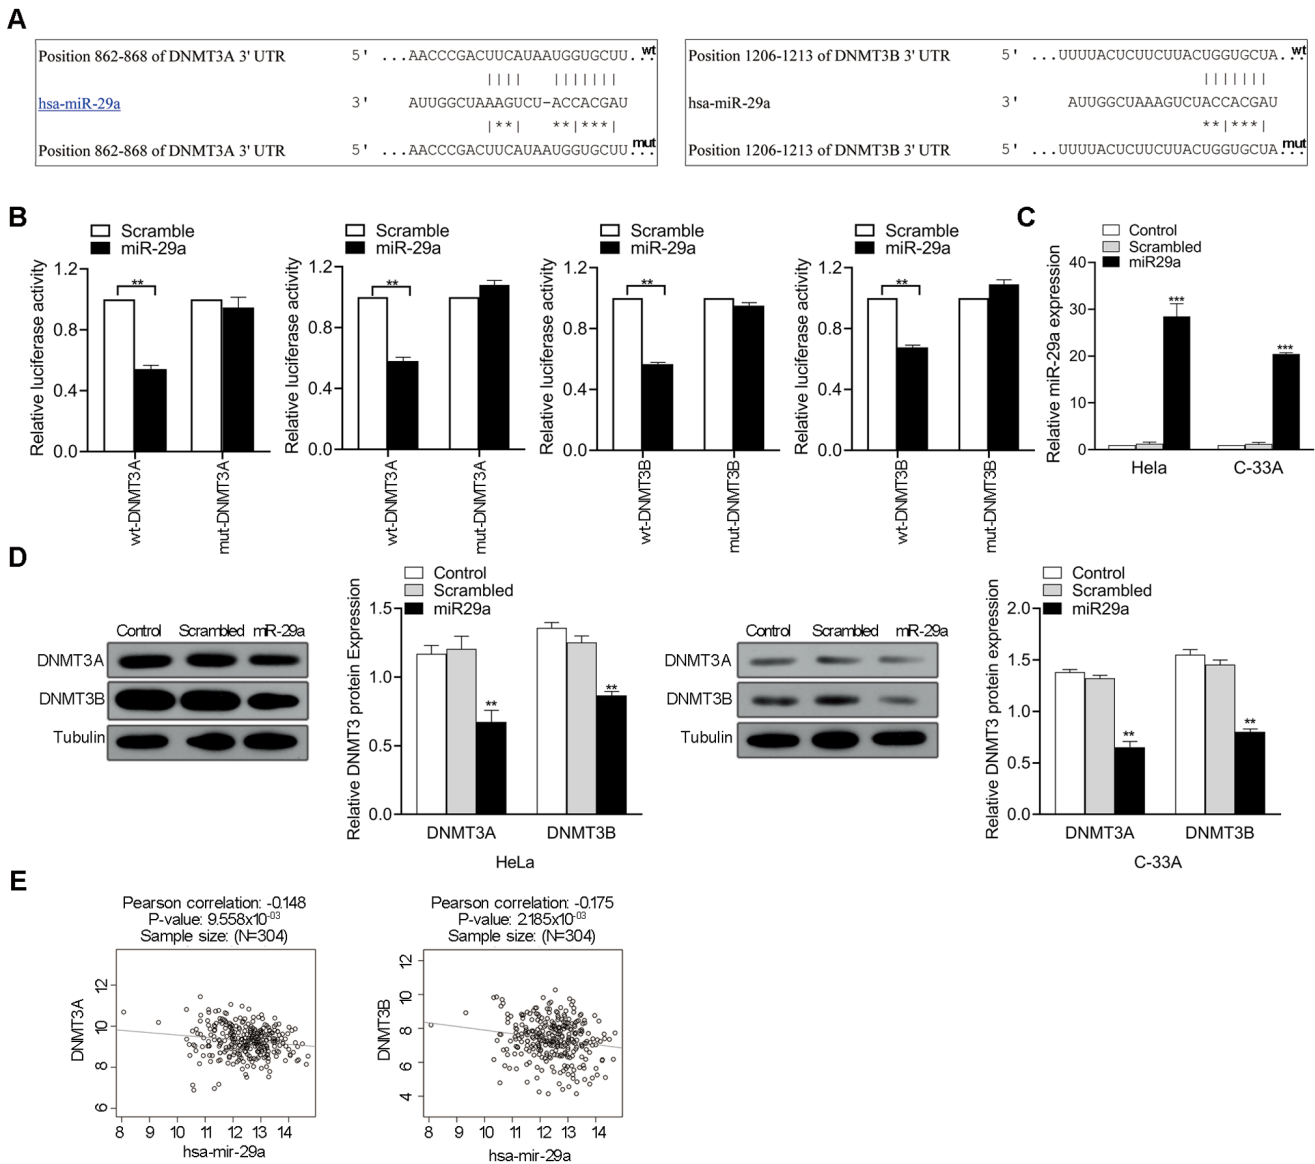 A
Position 862-868 of DNMT3A 3' UTR 5' ...AACCCGACUUCAUAAUGGUGCUU... wt
hsa-miR-29a 3' AUUGGCUAAAGUCU-ACCACGAU
|**| **|***|
Position 862-868 of DNMT3A 3' UTR 5' ...AACCCGACUUCAUAAUGGUGCUU... mut
Position 1206-1213 of DNMT3B 3' UTR 5' ...UUUUACUCUUCUUACUGGUGCUA... wt
hsa-miR-29a 3' AUUGGCUAAAGUCUACCACGAU
**|***|
Position 1206-1213 of DNMT3B 3' UTR 5' ...UUUUACUCUUCUUACUGGUGCUA... mut
B
Scramble
miR-29a
Relative luciferase activity
1.2
0.8
0.4
0.0
**
wt-DNMT3A
mut-DNMT3A
Scramble
miR-29a
Relative luciferase activity
1.2
0.8
0.4
0.0
**
wt-DNMT3A
mut-DNMT3A
Scramble
miR-29a
Relative luciferase activity
1.2
0.8
0.4
0.0
**
wt-DNMT3B
mut-DNMT3B
Scramble
miR-29a
Relative luciferase activity
1.2
0.8
0.4
0.0
**
wt-DNMT3B
mut-DNMT3B
C
Control
Scrambled
miR29a
Relative miR-29a expression
40
30
20
10
0
***
***
Hela C-33A
D
Control Scrambled miR-29a
DNMT3A
DNMT3B
Tubulin
Control
Scrambled
miR29a
Relative DNMT3 protein Expression
1.5
1.0
0.5
0.0
**
**
DNMT3A DNMT3B
HeLa
Control Scrambled miR-29a
DNMT3A
DNMT3B
Tubulin
Control
Scrambled
miR29a
Relative DNMT3 protein expression
2.0
1.5
1.0
0.5
0.0
**
**
DNMT3A DNMT3B
C-33A
E
Pearson correlation: -0.148
P-value: 9.558x10-03
Sample size: (N=304)
DNMT3A
12
10
8
6
8 9 10 11 12 13 14
hsa-mir-29a
Pearson correlation: -0.175
P-value: 2.185x10-03
Sample size: (N=304)
DNMT3B
12
10
8
6
4
8 9 10 11 12 13 14
hsa-mir-29a